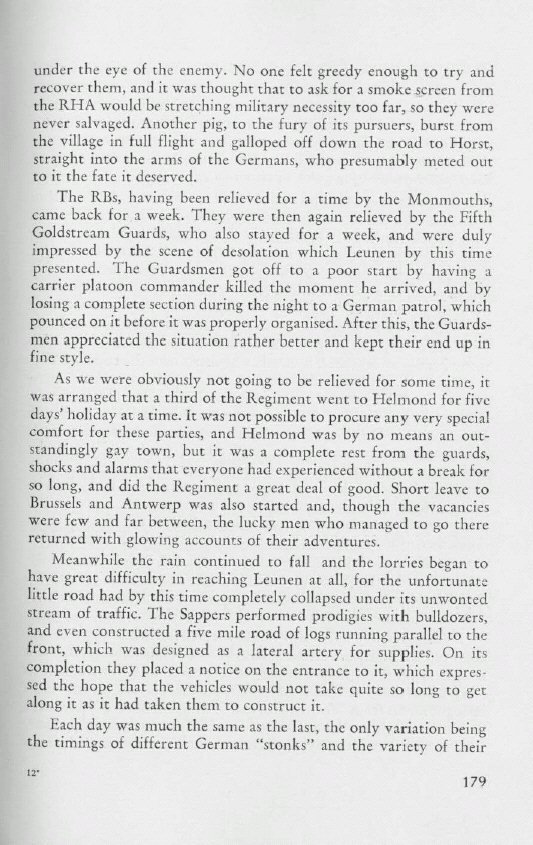 under the eye of the enemy. No one felt greedy enough to try and
recover them, and it was thought that to ask for a smoke screen from
the RHA would be stretching military necessity too far, so they were
never salvaged. Another pig, to the fury of its pursuers, burst from
the village in full flight and galloped off down the road to Horst,
straight into the arms of the Germans, who presumably meted out
to it the fate it deserved.
The RBs, having been relieved for a time by the Monmouths,
came back for a week. They were then again relieved by the Fifth
Goldstream Guards, who also stayed for a week, and were duly
impressed by the scene of desolation which Leunen by this time
presented. The Guardsmen got off to a poor start by having a
carrier platoon commander killed the moment he arrived, and by
losing a complete section during the night to a German patrol, which
pounced on it before it was properly organised. After this, the Guards-
men appreciated the situation rather better and kept their end up in
fine style.
As we were obviously not going to be relieved for some time, it
was arranged that a third of the Regiment went to Helmond for five
days' holiday at a time. It was not possible to procure any very special
comfort for these parties, and Helmond was by no means an out-
standingly gay town, but it was a complete rest from the guards,
shocks and alarms that everyone had experienced without a break for
so long, and did the Regiment a great deal of good. Short leave to
Brussels and Antwerp was also started and, though the vacancies
were few and far between, the lucky men who managed to go there
returned with glowing accounts of their adventures.
Meanwhile the rain continued to fall and the lorries began to
have great difficulty in reaching Leunen at all, for the unfortunate
little road had by this time completely collapsed under its unwonted
stream of traffic. The Sappers performed prodigies with bulldozers,
and even constructed a five mile road of logs running parallel to the
front, which was designed as a lateral artery for supplies. On its
completion they placed a notice on the entrance to it, which expres-
sed the hope that the vehicles would not take quite so long to get
along it as it had taken them to construct it.
Each day was much the same as the last, the only variation being
the timings of different German "stonks" and the variety of their
12*
179